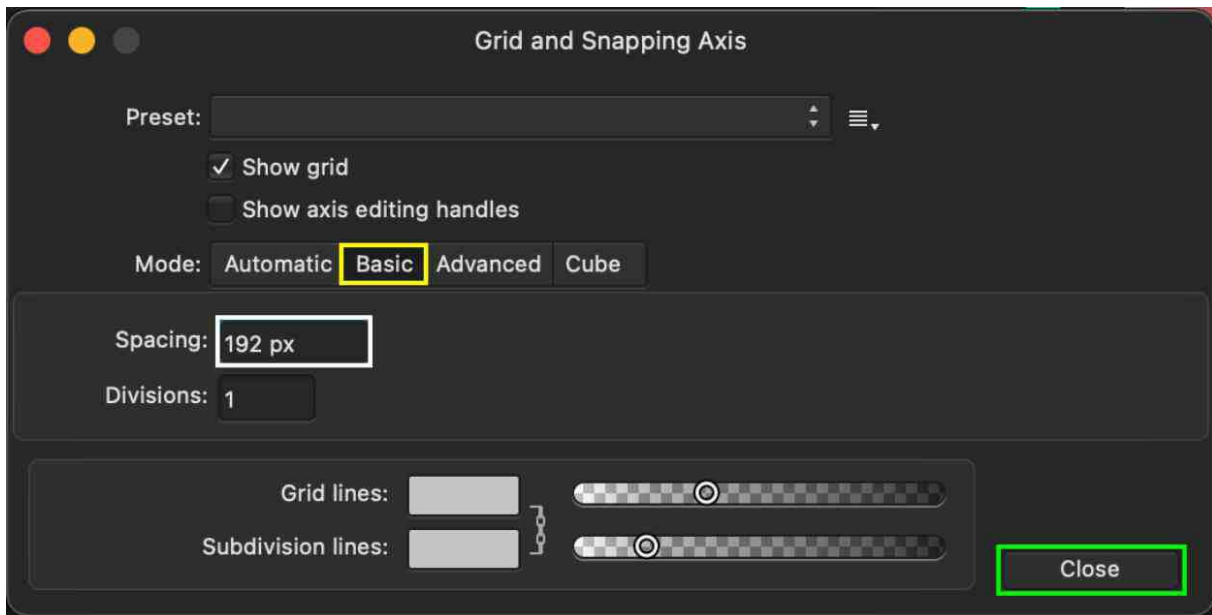 Grid and Snapping Axis
Preset:
Show grid
Show axis editing handles
Mode: Automatic Basic Advanced Cube
Spacing: 192 px
Divisions: 1
Grid lines:
Subdivision lines:
Close